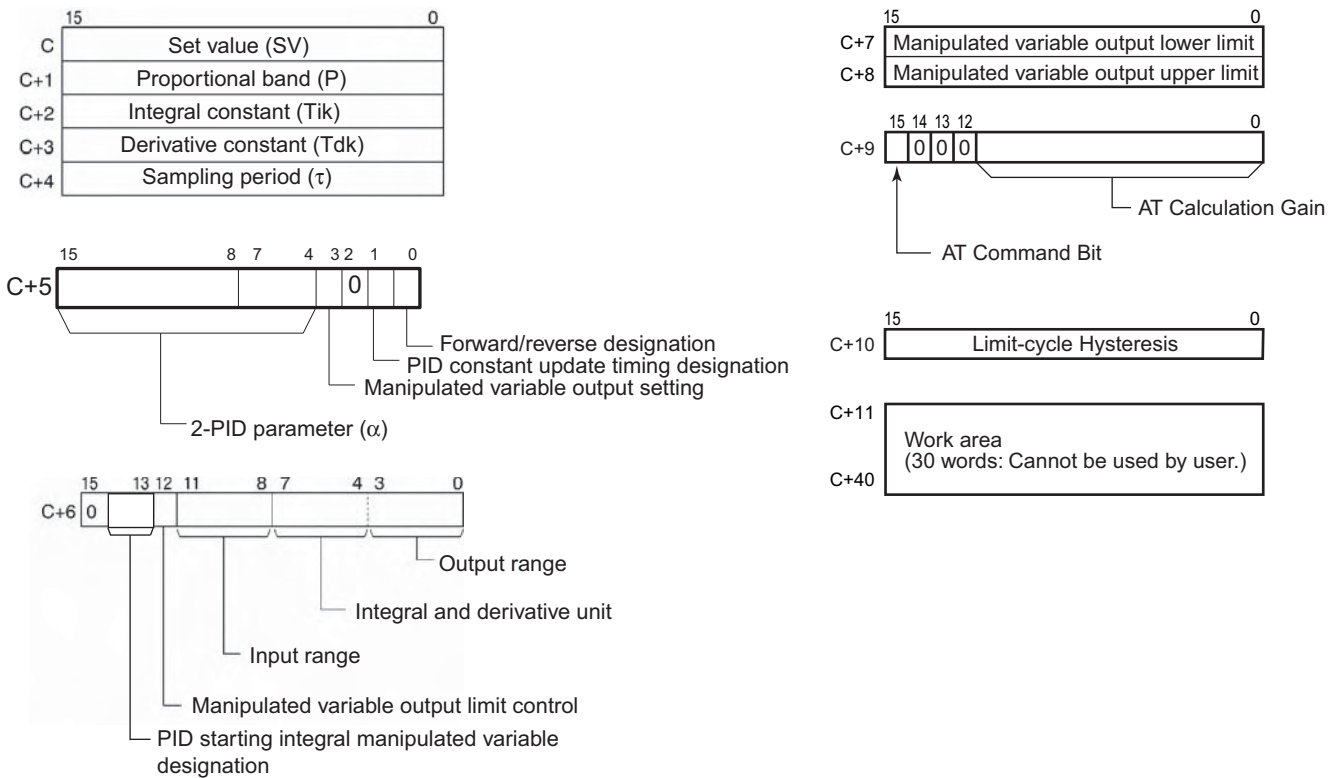 15 0
C Set value (SV)
C+1 Proportional band (P)
C+2 Integral constant (Tik)
C+3 Derivative constant (Tdk)
C+4 Sampling period (τ)
15 8 7 4 3 2 1 0
C+5 0
Forward/reverse designation
PID constant update timing designation
Manipulated variable output setting
2-PID parameter (α)
15 13 12 11 8 7 4 3 0
C+6 0
Output range
Integral and derivative unit
Input range
Manipulated variable output limit control
PID starting integral manipulated variable
designation
15 0
C+7 Manipulated variable output lower limit
C+8 Manipulated variable output upper limit
15 14 13 12 0
C+9 0 0 0
AT Calculation Gain
AT Command Bit
15 0
C+10 Limit-cycle Hysteresis
C+11
Work area
(30 words: Cannot be used by user.)
C+40